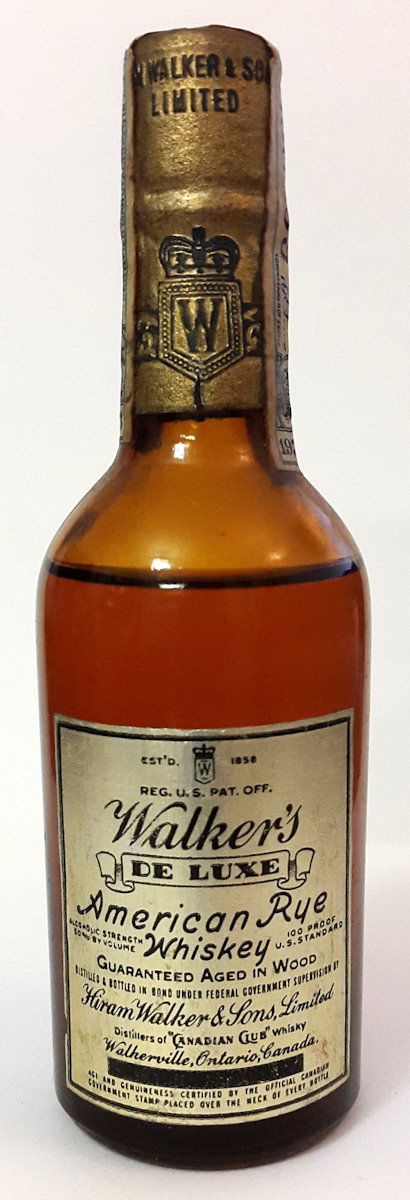 WALKER & SO
LIMITED
W
191
EST'D. W 1858
REG. U.S. PAT. OFF.
Walker's
DE LUXE
American Rye
Whiskey
ALCOHOLIC STRENGTH
50% BY VOLUME
100 PROOF
U.S. STANDARD
GUARANTEED AGED IN WOOD
DISTILLED & BOTTLED IN BOND UNDER FEDERAL GOVERNMENT SUPERVISION BY
Hiram Walker & Sons, Limited
Distillers of "CANADIAN CLUB" Whisky
Walkerville, Ontario, Canada.
AGE AND GENUINENESS CERTIFIED BY THE OFFICIAL CANADIAN
GOVERNMENT STAMP PLACED OVER THE NECK OF EVERY BOTTLE